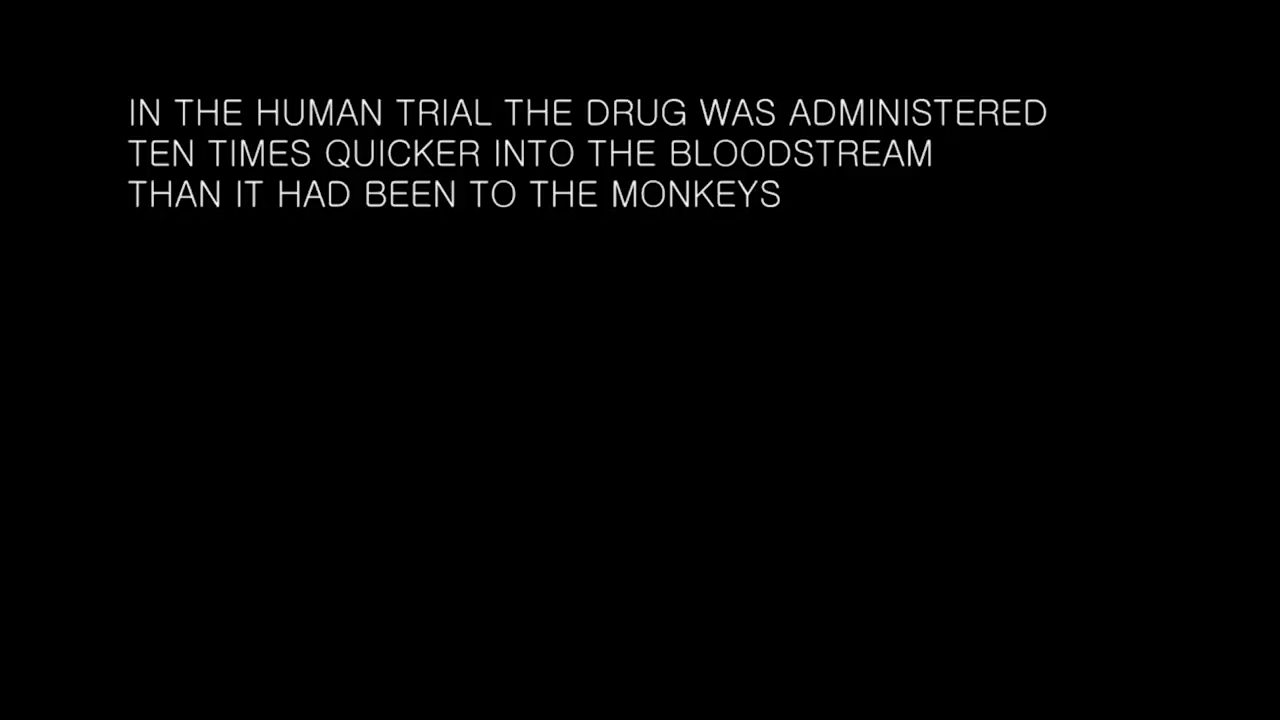 IN THE HUMAN TRIAL THE DRUG WAS ADMINISTERED
TEN TIMES QUICKER INTO THE BLOODSTREAM
THAN IT HAD BEEN TO THE MONKEYS